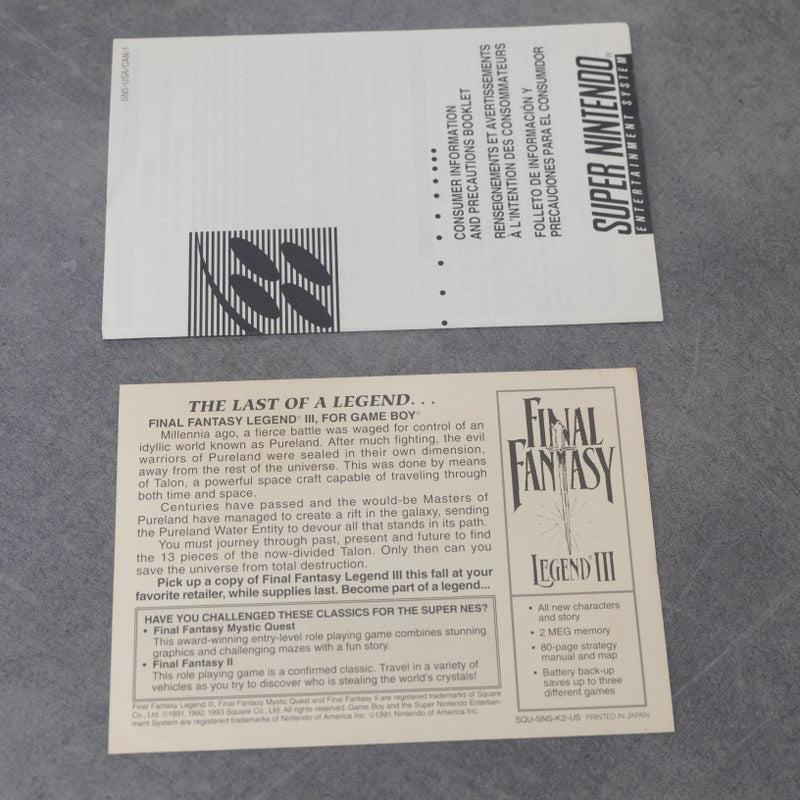 SNS-USA/CAN-1
CONSUMER INFORMATION
AND PRECAUTIONS BOOKLET
RENSEIGNEMENTS ET AVERTISSEMENTS
À L'INTENTION DES CONSOMMATEURS
FOLLETO DE INFORMACIÓN Y
PRECAUCIONES PARA EL CONSUMIDOR
SUPER NINTENDO®
ENTERTAINMENT SYSTEM
THE LAST OF A LEGEND...
FINAL FANTASY LEGEND® III, FOR GAME BOY®
Millennia ago, a fierce battle was waged for control of an
idyllic world known as Pureland. After much fighting, the evil
warriors of Pureland were sealed in their own dimension,
away from the rest of the universe. This was done by means
of Talon, a powerful space craft capable of traveling through
both time and space.
Centuries have passed and the would-be Masters of
Pureland have managed to create a rift in the galaxy, sending
the Pureland Water Entity to devour all that stands in its path.
You must journey through past, present and future to find
the 13 pieces of the now-divided Talon. Only then can you
save the universe from total destruction.
Pick up a copy of Final Fantasy Legend III this fall at your
favorite retailer, while supplies last. Become part of a legend...
HAVE YOU CHALLENGED THESE CLASSICS FOR THE SUPER NES?
• Final Fantasy Mystic Quest
This award-winning entry-level role playing game combines stunning
graphics and challenging mazes with a fun story.
• Final Fantasy II
This role playing game is a confirmed classic. Travel in a variety of
vehicles as you try to discover who is stealing the world's crystals!
Final Fantasy Legend III, Final Fantasy Mystic Quest and Final Fantasy II are registered trademarks of Square
Co., Ltd. ©1991, 1992, 1993 Square Co., Ltd. All rights reserved. Game Boy and the Super Nintendo Entertain-
ment System are registered trademarks of Nintendo of America Inc. ©1991 Nintendo of America Inc.
FINAL
FANTASY
LEGEND® III
• All new characters
and story
• 2 MEG memory
• 80-page strategy
manual and map
• Battery back-up
saves up to three
different games
SQU-SNS-K2-US PRINTED IN JAPAN